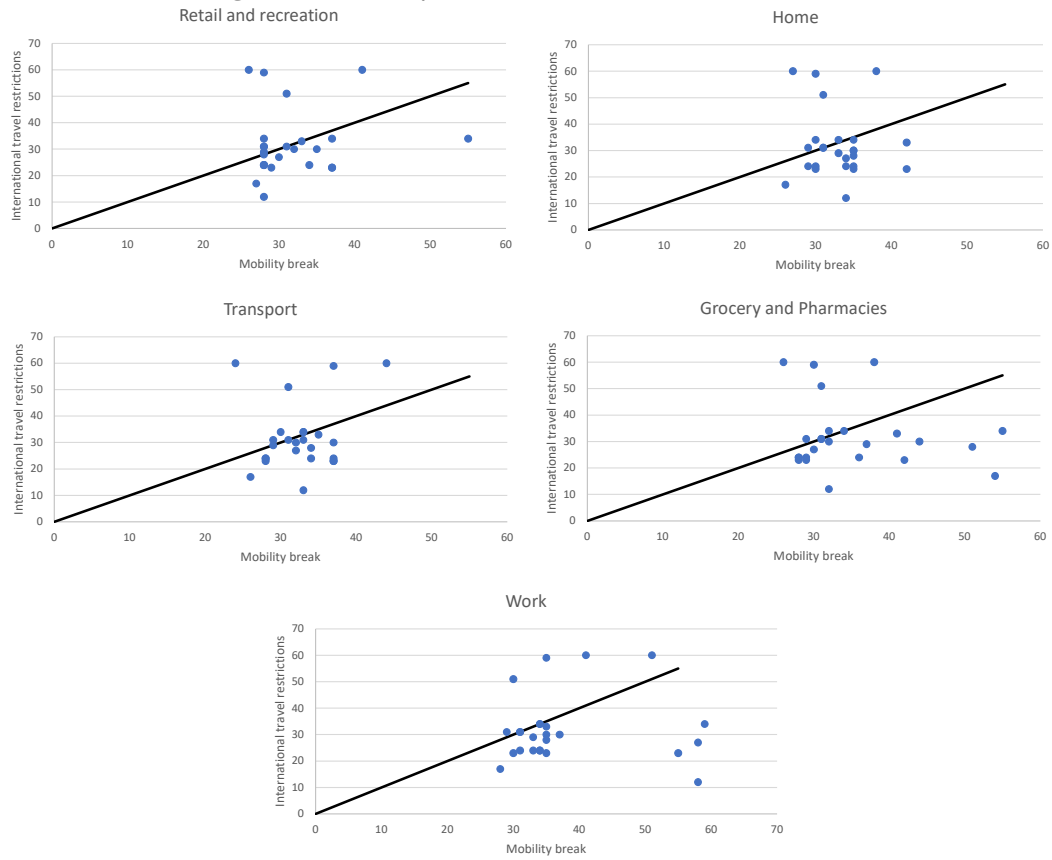 Retail and recreation
International travel restrictions
70
60
50
40
30
20
10
0
0 10 20 30 40 50 60
Mobility break
Home
International travel restrictions
70
60
50
40
30
20
10
0
0 10 20 30 40 50 60
Mobility break
Transport
International travel restrictions
70
60
50
40
30
20
10
0
0 10 20 30 40 50 60
Mobility break
Grocery and Pharmacies
International travel restrictions
70
60
50
40
30
20
10
0
0 10 20 30 40 50 60
Mobility break
Work
International travel restrictions
70
60
50
40
30
20
10
0
0 10 20 30 40 50 60 70
Mobility break